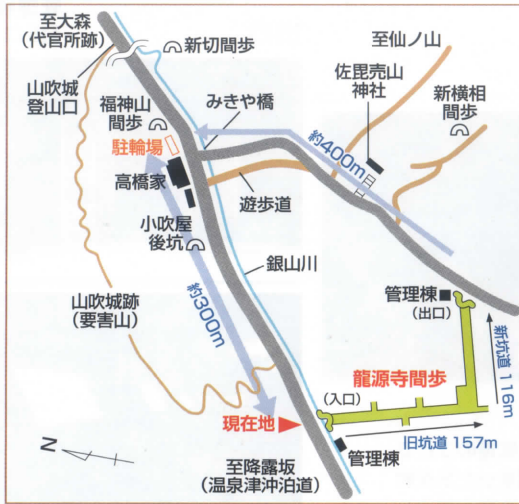 至大森
(代官所跡)
新切間歩
至仙ノ山
山吹城
登山口
福神山
間歩
みきや橋
佐毘売山
神社
新横相
間歩
駐輪場
約400m
高橋家
遊歩道
小吹屋
後坑
銀山川
山吹城跡
(要害山)
約300m
管理棟
(出口)
新坑道 116m
龍源寺間歩
(入口)
現在地
旧坑道 157m
管理棟
至降露坂
(温泉津沖泊道)
N